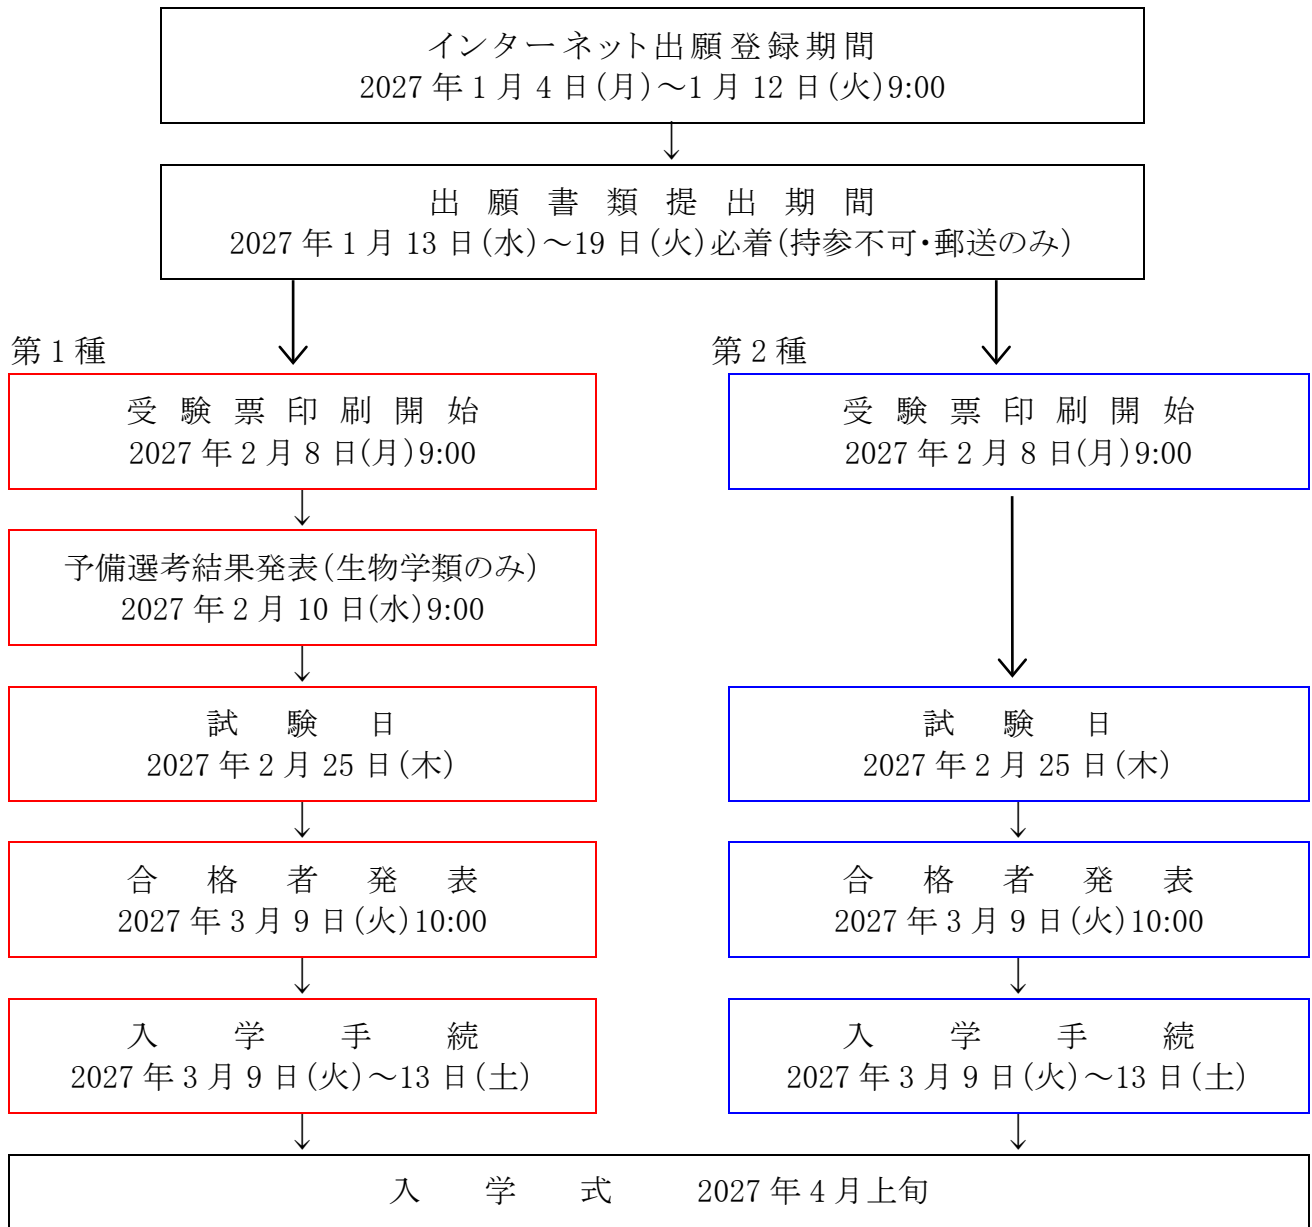 インターネット出願登録期間
2027年1月4日(月)～1月12日(火)9:00
↓
出願書類提出期間
2027年1月13日(水)～19日(火)必着(持参不可・郵送のみ)
第1種
受験票印刷開始
2027年2月8日(月)9:00
↓
予備選考結果発表(生物学類のみ)
2027年2月10日(水)9:00
↓
試験日
2027年2月25日(木)
↓
合格者発表
2027年3月9日(火)10:00
↓
入学手続
2027年3月9日(火)～13日(土)
↓
第2種
受験票印刷開始
2027年2月8日(月)9:00
試験日
2027年2月25日(木)
↓
合格者発表
2027年3月9日(火)10:00
↓
入学手続
2027年3月9日(火)～13日(土)
↓
入学式 2027年4月上旬